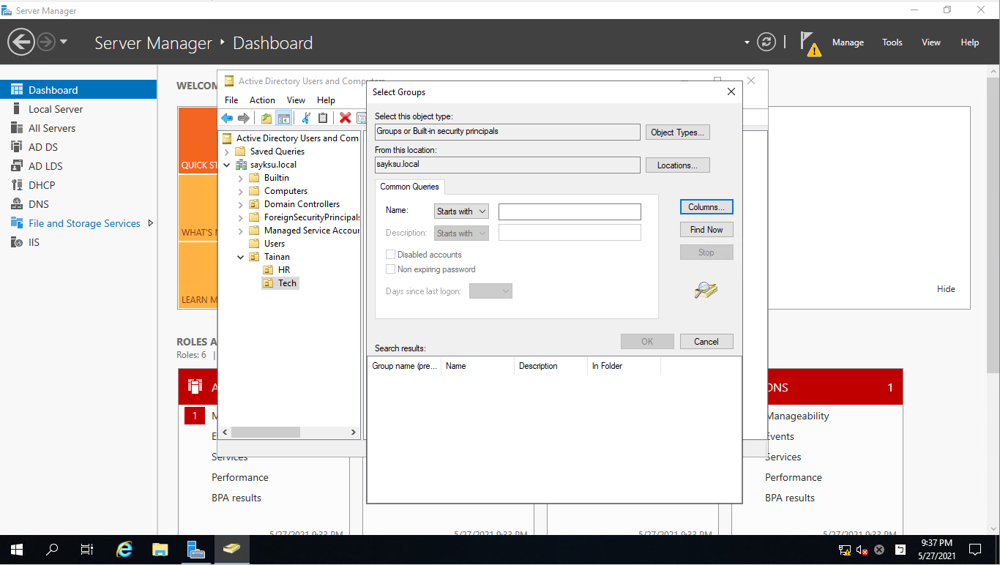 Server Manager
Server Manager • Dashboard
Manage Tools View Help
Dashboard
Local Server
All Servers
AD DS
AD LDS
DHCP
DNS
File and Storage Services
IIS
QUICK ST
WHAT'S
LEARN M
Hide
ROLES A
Roles: 6 |
Active Directory Users and Computers
File Action View Help
Active Directory Users and Com
Saved Queries
sayksu.local
Builtin
Computers
Domain Controllers
ForeignSecurityPrincipals
Managed Service Accour
Users
Tainan
HR
Tech
Select Groups
Select this object type:
Groups or Built-in security principals
Object Types...
From this location:
sayksu.local
Locations...
Common Queries
Name: Starts with
Description: Starts with
Disabled accounts
Non expiring password
Days since last logon:
Columns...
Find Now
Stop
OK Cancel
Search results:
Group name (pre... Name Description In Folder
A
1
Services
Performance
BPA results
5/27/2021 9:33 PM
5/27/2021 9:33 PM
5/27/2021 9:33 PM
DNS 1
Manageability
Events
Services
Performance
BPA results
5/27/2021 9:33 PM
9:37 PM
5/27/2021